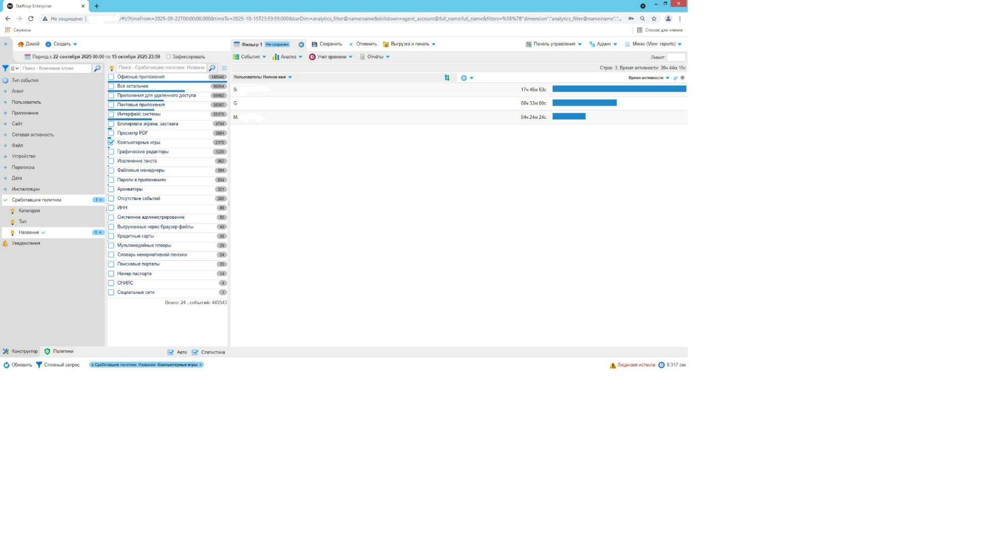 Staffcop Enterprise
Не защищено
/#!/?timeFrom=2025-09-22T00:00:00.000&timeTo=2025-10-15T23:59:59.000&barDim=analytics_filter@name:name&drilldown=agent_account@full_name:full_name&filters=%5B%7B"dimension":"analytics_filter@name:name","...
Сервисы
Список для чтения
Домой Создать
Фильтр 1 Не сохранен Сохранить Отменить Выгрузка и печать Панель управления Админ Меню (View reports)
Период с 22 сентября 2025 00:00 по 15 октября 2025 23:59 Зафиксировать
События Анализ Учет времени Отчёты Лимит:
Поиск - Ключевое слово
Поиск - Сработавшие политики: Названи
Строк: 3, Время активности: 30ч 44м 15с
Тип события
Агент
Пользователь
Приложение
Сайт
Сетевая активность
Файл
Устройство
Переписка
Дата
Инсталляции
Сработавшие политики 1 ×
Категория
Тип
Название 1 ×
Уведомления
Офисные приложения 149548
Все остальное 96854
Приложения для удаленного доступа 69982
Почтовые приложения 58567
Интерфейс системы 55170
Блокировка экрана, заставка 4744
Просмотр PDF 3684
Компьютерные игры 2170
Графические редакторы 1220
Извлечение текста 962
Файловые менеджеры 894
Пароли в приложениях 834
Архиваторы 321
Отсутствие событий 265
ИНН 99
Системное администрирование 50
Выгруженные через браузер файлы 48
Кредитные карты 39
Мультимедийные плееры 29
Словарь ненормативной лексики 24
Поисковые порталы 20
Номер паспорта 14
СНИЛС 4
Социальные сети 1
Всего: 24 , событий: 445543
Пользователь: Полное имя Время активности 1
S 17ч 46м 53с
G 08ч 33м 00с
M 04ч 24м 24с
Конструктор Политики Авто Статистика
Обновить Сложный запрос ± Сработавшие политики: Название: Компьютерные игры × Лицензия истекла 0.317 сек